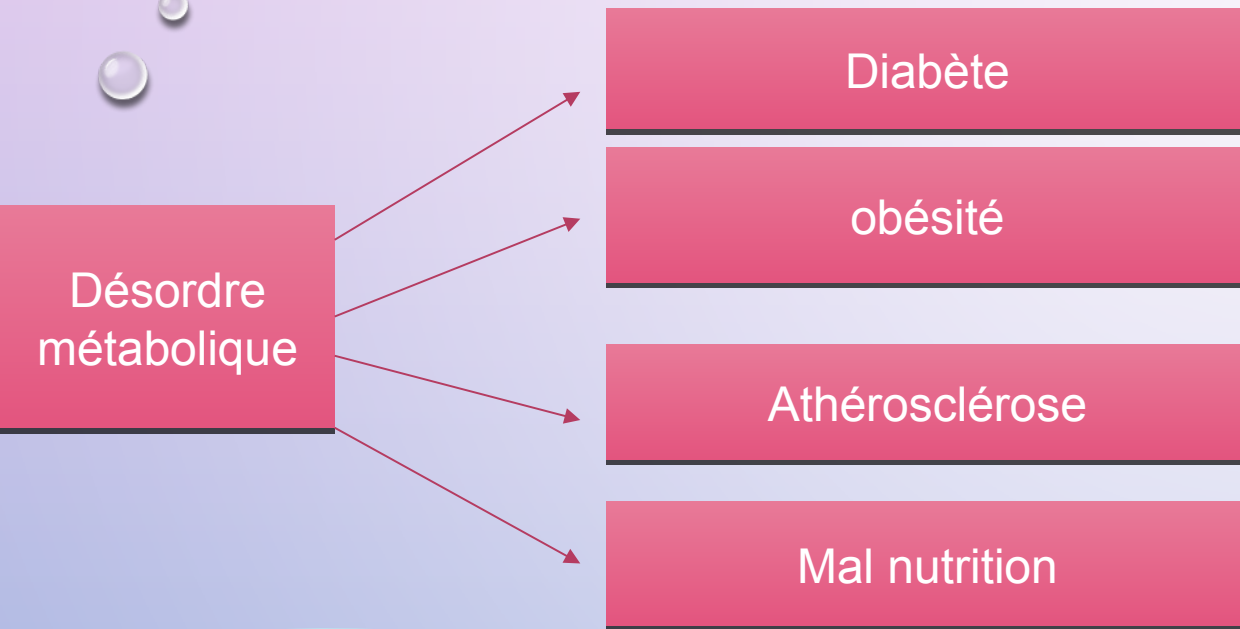 Désordre
métabolique
Diabète
obésité
Athérosclérose
Mal nutrition